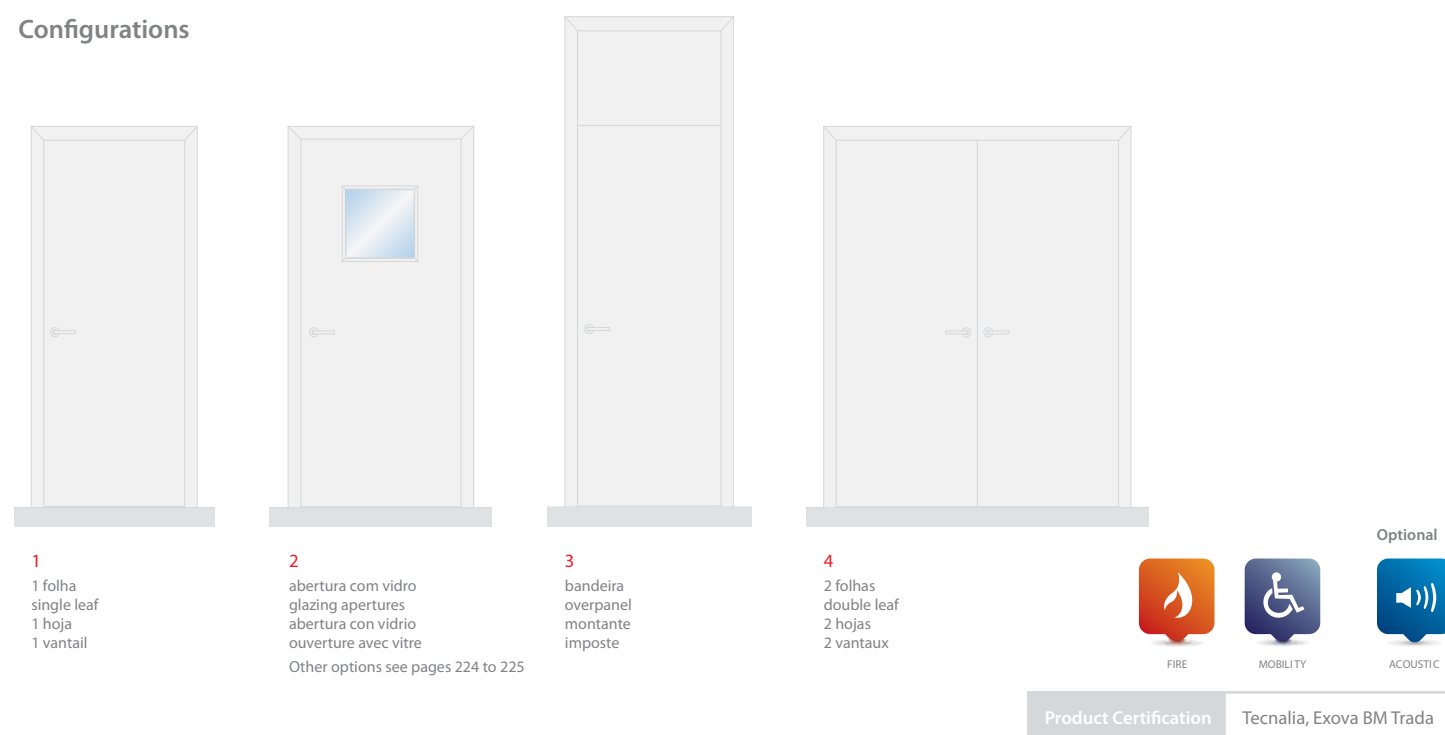 Configurations
1
1 folha
single leaf
1 hoja
1 vantail
2
abertura com vidro
glazing apertures
abertura con vidrio
ouverture avec vitre
Other options see pages 224 to 225
3
bandeira
overpanel
montante
imposte
4
2 folhas
double leaf
2 hojas
2 vantaux
Optional
FIRE
MOBILITY
ACOUSTIC
Product Certification
Tecnalia, Exova BM Trada